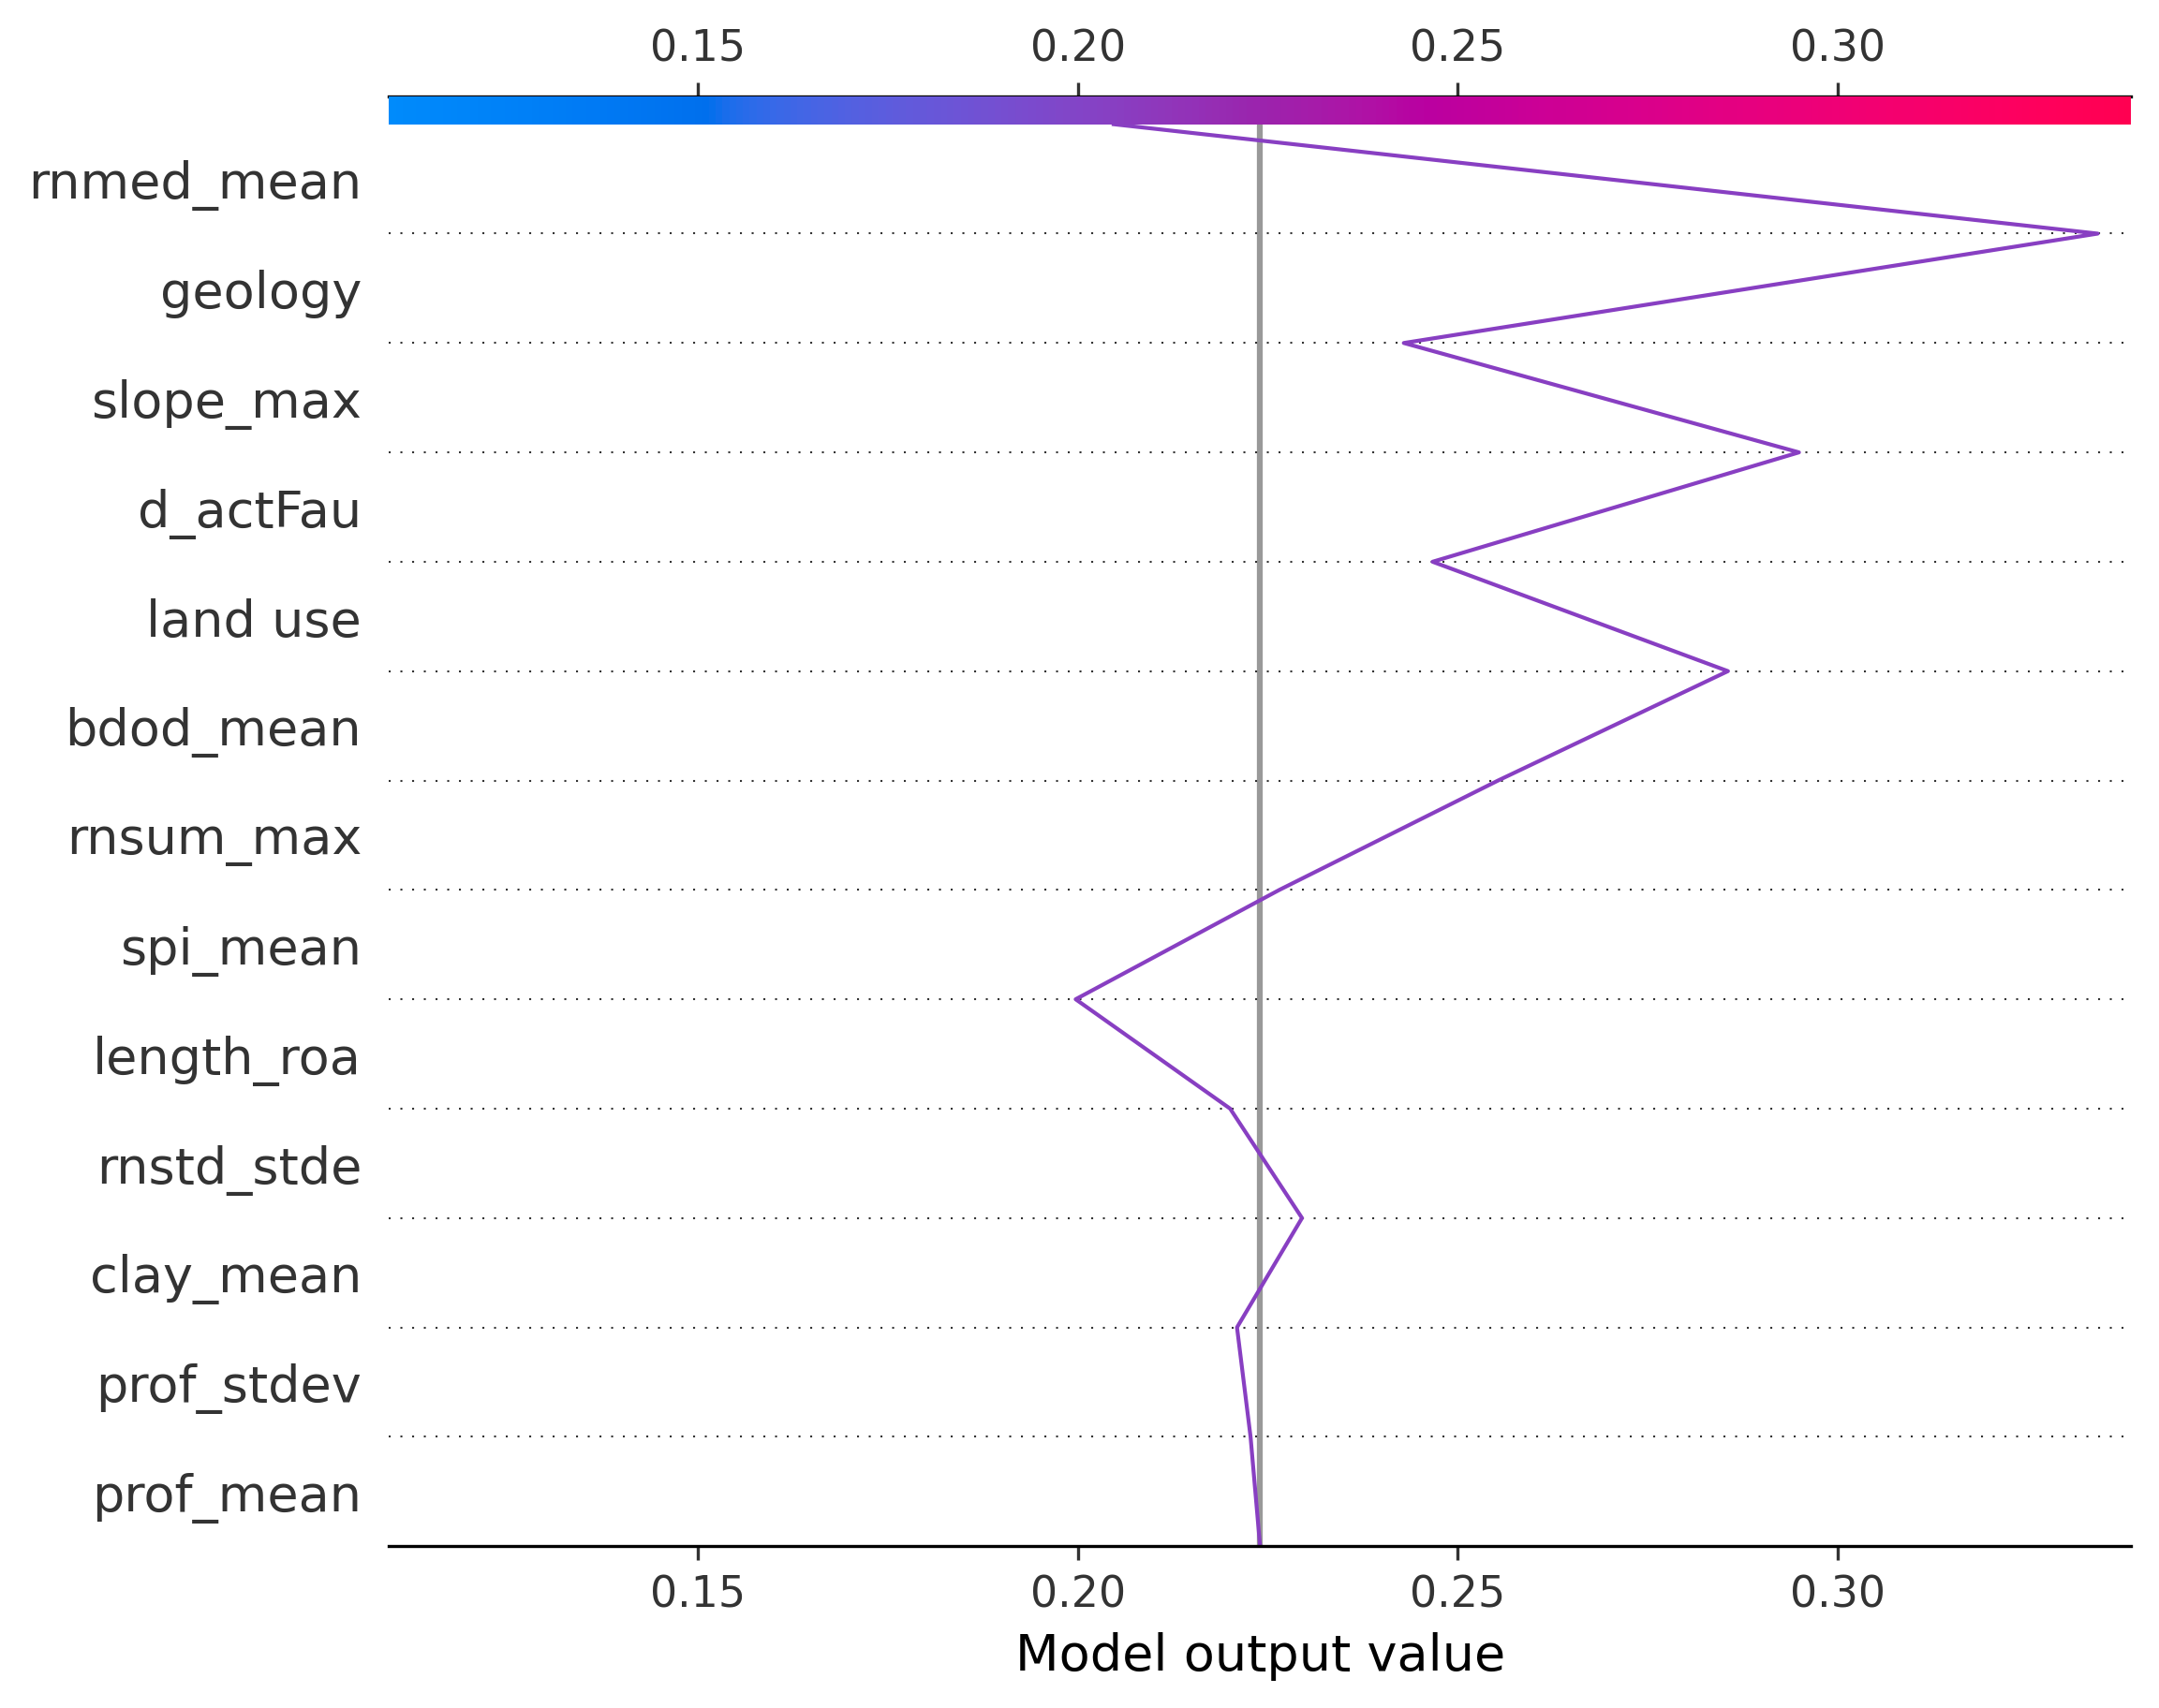 0.15 0.20 0.25 0.30
rnmed_mean
geology
slope_max
d_actFau
land use
bdod_mean
rnsum_max
spi_mean
length_roa
rnstd_stde
clay_mean
prof_stdev
prof_mean
0.15 0.20 0.25 0.30
Model output value